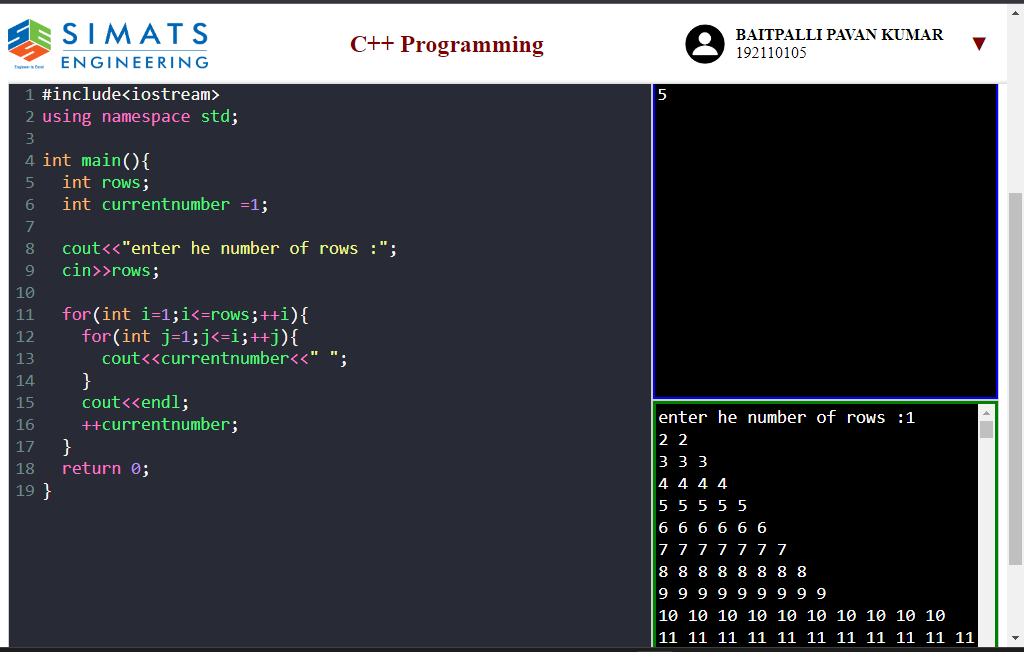 SIMATS
ENGINEERING
Engineer to Excel
C++ Programming
BAITPALLI PAVAN KUMAR
192110105
1 #include<iostream>
2 using namespace std;
3
4 int main(){
5   int rows;
6   int currentnumber =1;
7
8   cout<<"enter he number of rows :";
9   cin>>rows;
10
11   for(int i=1;i<=rows;++i){
12     for(int j=1;j<=i;++j){
13       cout<<currentnumber<<" ";
14     }
15     cout<<endl;
16     ++currentnumber;
17   }
18   return 0;
19 }
5
enter he number of rows :1
2 2
3 3 3
4 4 4 4
5 5 5 5 5
6 6 6 6 6 6
7 7 7 7 7 7 7
8 8 8 8 8 8 8 8
9 9 9 9 9 9 9 9 9
10 10 10 10 10 10 10 10 10 10
11 11 11 11 11 11 11 11 11 11 11